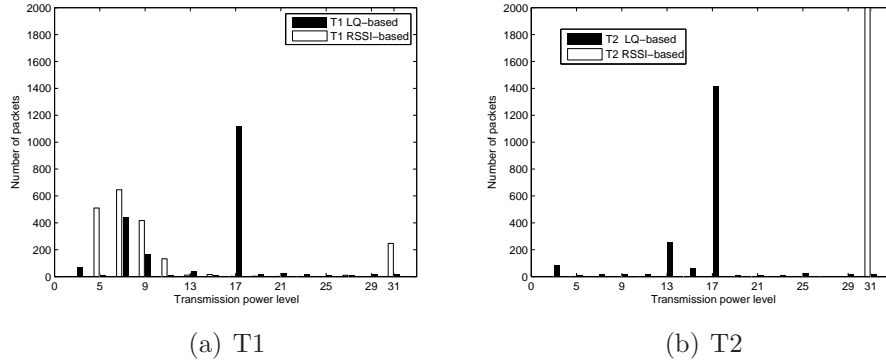 2000
1800
1600
1400
1200
1000
800
600
400
200
0
Number of packets
0 5 9 13 17 21 25 29 31
Transmission power level
T1 LQ-based
T1 RSSI-based
(a) T1
2000
1800
1600
1400
1200
1000
800
600
400
200
0
Number of packets
0 5 9 13 17 21 25 29 31
Transmission power level
T2 LQ-based
T2 RSSI-based
(b) T2